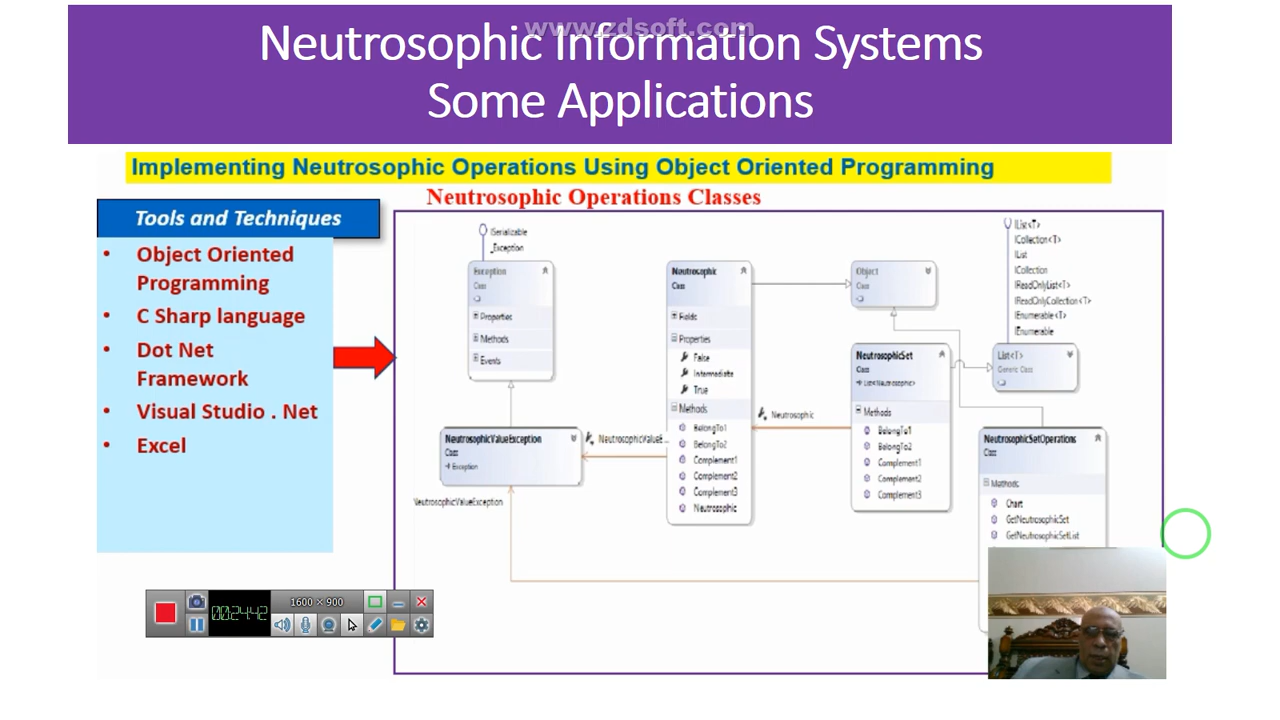 www.zdsoft.com
Neutrosophic Information Systems
Some Applications
Implementing Neutrosophic Operations Using Object Oriented Programming
Neutrosophic Operations Classes
Tools and Techniques
• Object Oriented
Programming
• C Sharp language
• Dot Net
Framework
• Visual Studio . Net
• Excel
ISerializable
_Exception
Exception
Class
Properties
Methods
Events
NeutrosophicValueException
Class
Exception
NeutrosophicValueException
NeutrosophicValueE...
Neutrosophic
Class
Fields
Properties
False
Intermediate
True
Methods
BelongTo1
BelongTo2
Complement1
Complement2
Complement3
Neutrosophic
Neutrosophic
Object
Class
NeutrosophicSet
Class
List<Neutrosophic>
Methods
BelongTo1
BelongTo2
Complement1
Complement2
Complement3
IList<T>
ICollection<T>
IList
ICollection
IReadOnlyList<T>
IReadOnlyCollection<T>
IEnumerable<T>
IEnumerable
List<T>
Generic Class
NeutrosophicSetOperations
Class
Methods
Chart
GetNeutrosophicSet
GetNeutrosophicSetList
00:24:42
1600 × 900